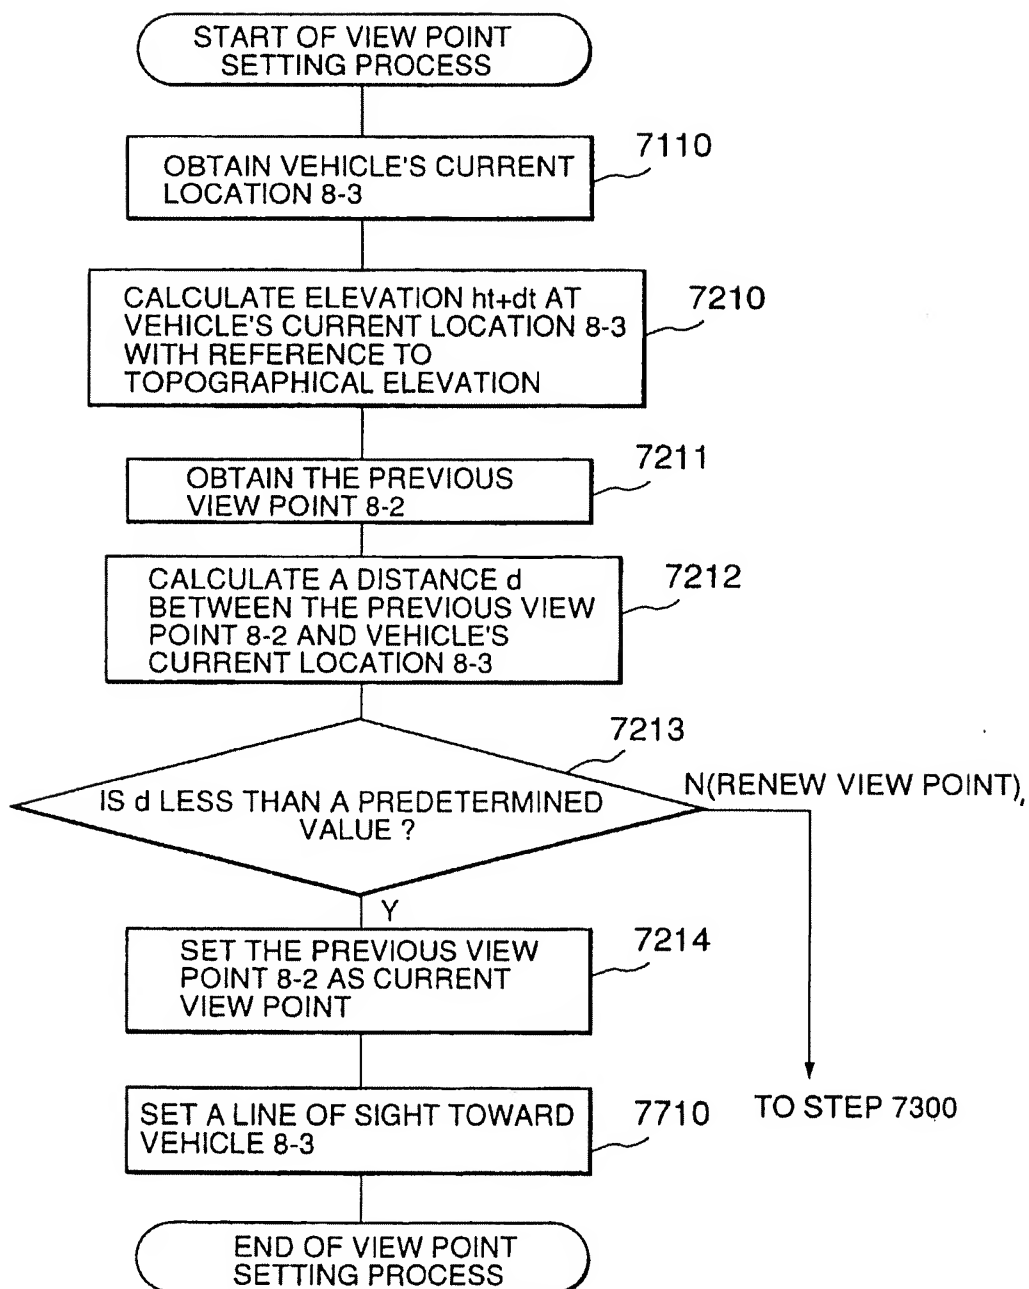 START OF VIEW POINT
SETTING PROCESS
7110
OBTAIN VEHICLE'S CURRENT
LOCATION 8-3
7210
CALCULATE ELEVATION ht+dt AT
VEHICLE'S CURRENT LOCATION 8-3
WITH REFERENCE TO
TOPOGRAPHICAL ELEVATION
7211
OBTAIN THE PREVIOUS
VIEW POINT 8-2
7212
CALCULATE A DISTANCE d
BETWEEN THE PREVIOUS VIEW
POINT 8-2 AND VEHICLE'S
CURRENT LOCATION 8-3
7213
IS d LESS THAN A PREDETERMINED
VALUE ?
N(RENEW VIEW POINT),
Y
7214
SET THE PREVIOUS VIEW
POINT 8-2 AS CURRENT
VIEW POINT
7710
SET A LINE OF SIGHT TOWARD
VEHICLE 8-3
TO STEP 7300
END OF VIEW POINT
SETTING PROCESS